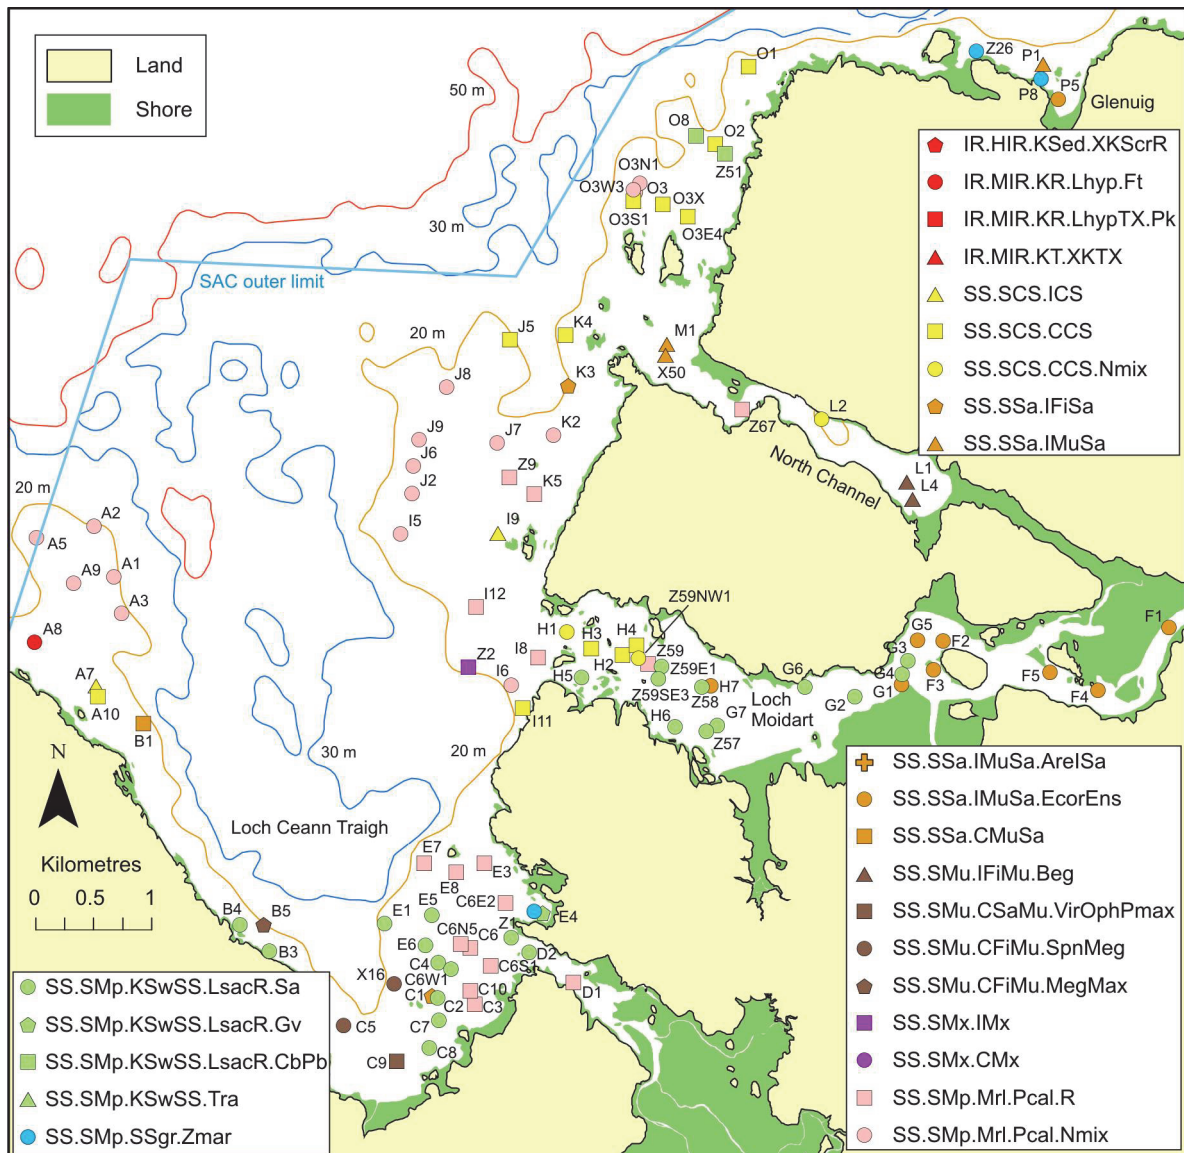 Land
Shore
50 m
30 m
SAC outer limit
20 m
20 m
20 m
30 m
O1
O8
O2
Z51
O3N1
O3W3
O3
O3X
O3S1
O3E4
Z26
P1
P8
P5
Glenuig
IR.HIR.KSed.XKScrR
IR.MIR.KR.Lhyp.Ft
IR.MIR.KR.LhypTX.Pk
IR.MIR.KT.XKTX
SS.SCS.ICS
SS.SCS.CCS
SS.SCS.CCS.Nmix
SS.SSa.IFiSa
SS.SSa.IMuSa
J5
K4
M1
X50
K3
J8
L2
Z67
J9
J7
K2
J6
Z9
K5
J2
North Channel
L1
L4
I5
I9
A2
A5
A1
A9
A3
A8
A7
A10
B1
I12
Z59NW1
H1
H3
H4
H2
Z59
I8
Z2
I6
I11
H5
Z59E1
Z59SE3
Z58
H7
H6
G7
Z57
G6
Loch
Moidart
G2
G5
F2
G3
G4
G1
F3
F1
F5
F4
N
Kilometres
0 0.5 1
Loch Ceann Traigh
E7
E8
E3
C6E2
E4
E5
E1
C6N5
C6
Z1
E6
D2
C4
C6S1
C6W1
X16
C1
C2
C10
C3
D1
C5
C7
C8
C9
B4
B5
B3
SS.SMp.KSwSS.LsacR.Sa
SS.SMp.KSwSS.LsacR.Gv
SS.SMp.KSwSS.LsacR.CbPb
SS.SMp.KSwSS.Tra
SS.SMp.SSgr.Zmar
SS.SSa.IMuSa.ArelSa
SS.SSa.IMuSa.EcorEns
SS.SSa.CMuSa
SS.SMu.IFiMu.Beg
SS.SMu.CSaMu.VirOphPmax
SS.SMu.CFiMu.SpnMeg
SS.SMu.CFiMu.MegMax
SS.SMx.IMx
SS.SMx.CMx
SS.SMp.Mrl.Pcal.R
SS.SMp.Mrl.Pcal.Nmix